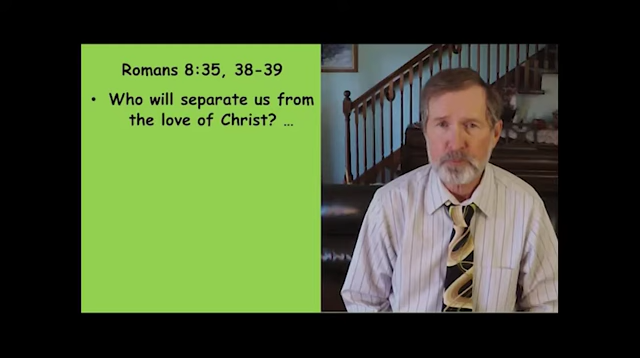 Romans 8:35, 38-39
• Who will separate us from
the love of Christ? …